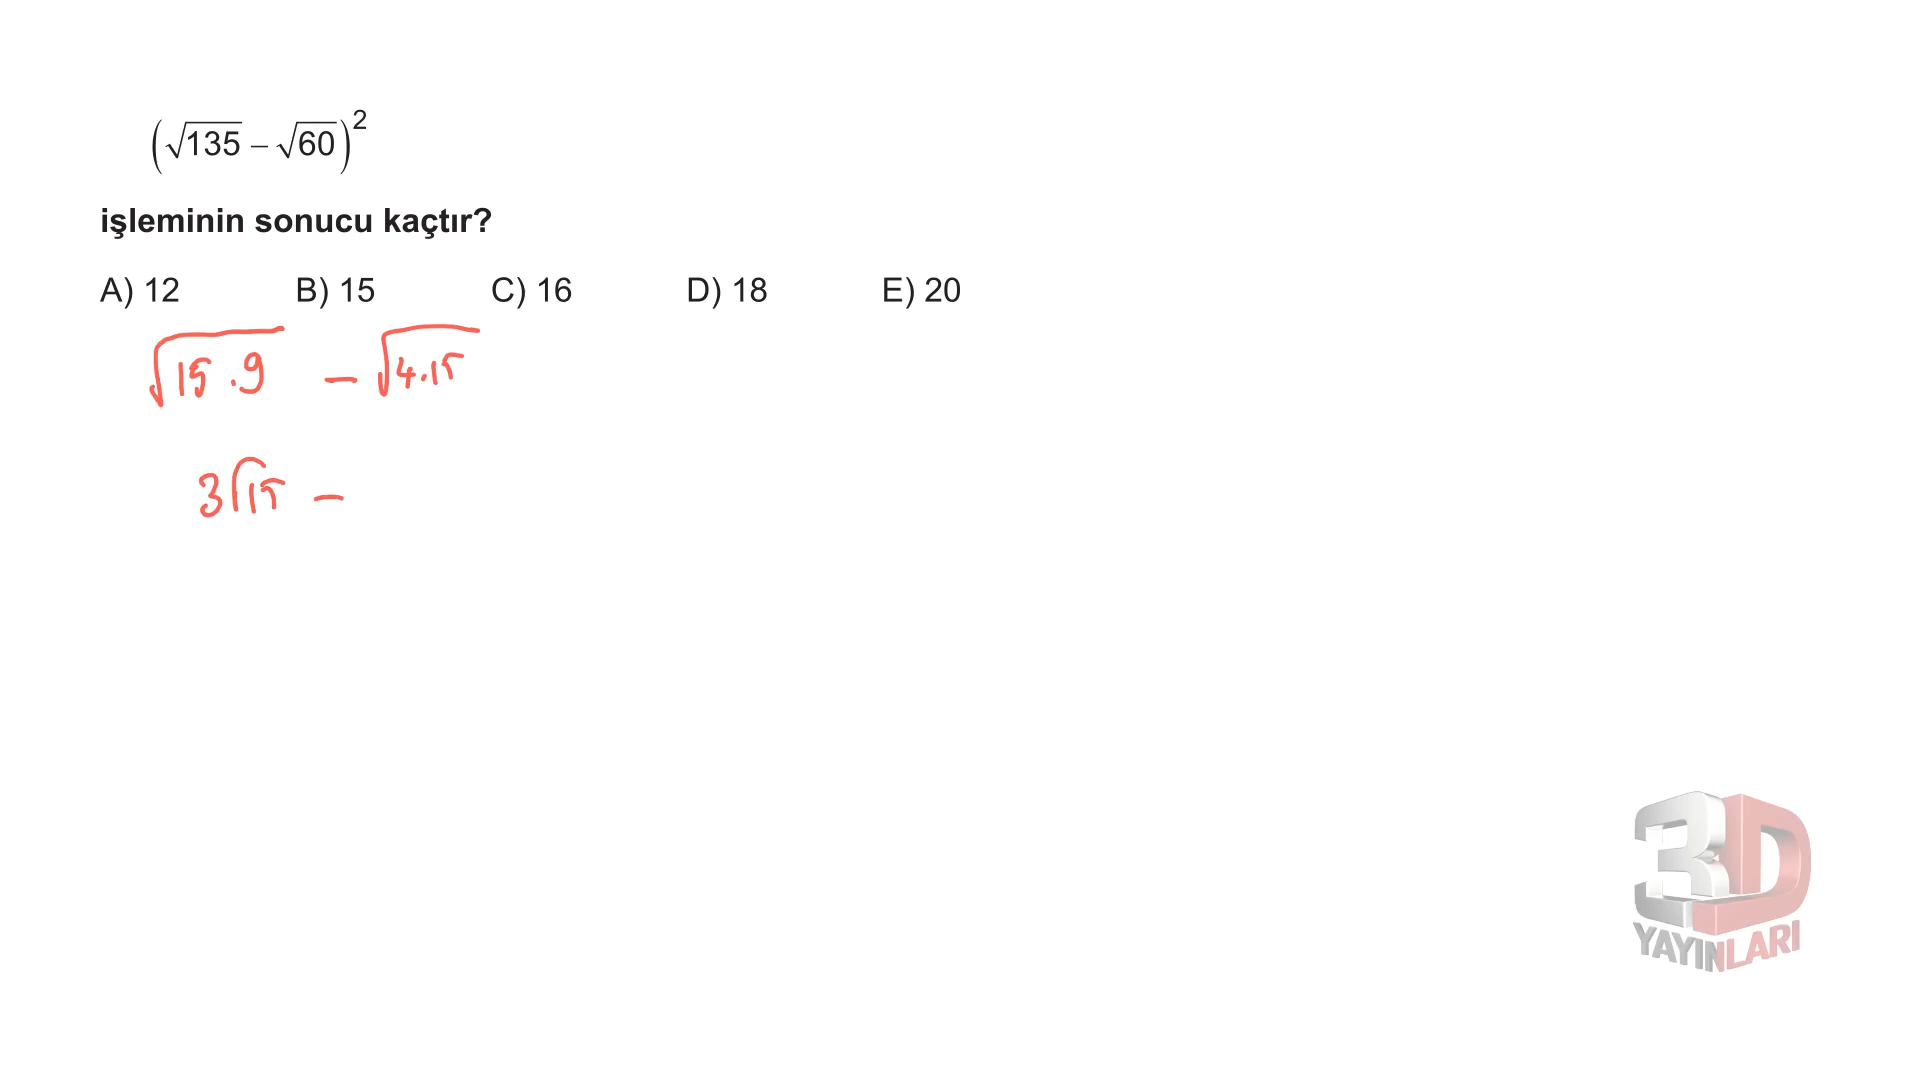 (√135 – √60)²
işleminin sonucu kaçtır?
A) 12 B) 15 C) 16 D) 18 E) 20
√15.9 – √4.15
3√15 –
3D
YAYINLARI